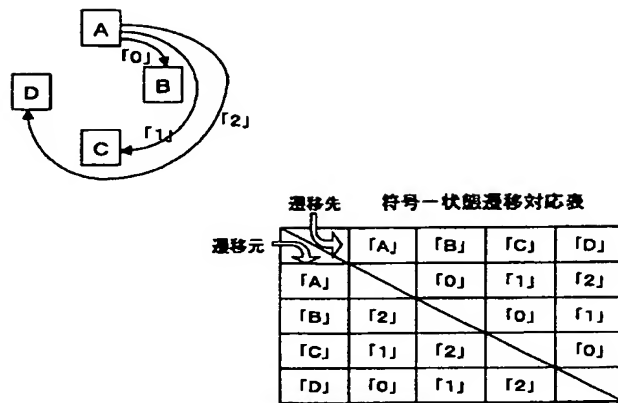 A
「0」
D
B
C
「1」
「2」
遷移先 符号ー状態遷移対応表
遷移元 「A」 「B」 「C」 「D」
「A」 「0」 「1」 「2」
「B」 「2」 「0」 「1」
「C」 「1」 「2」 「0」
「D」 「0」 「1」 「2」